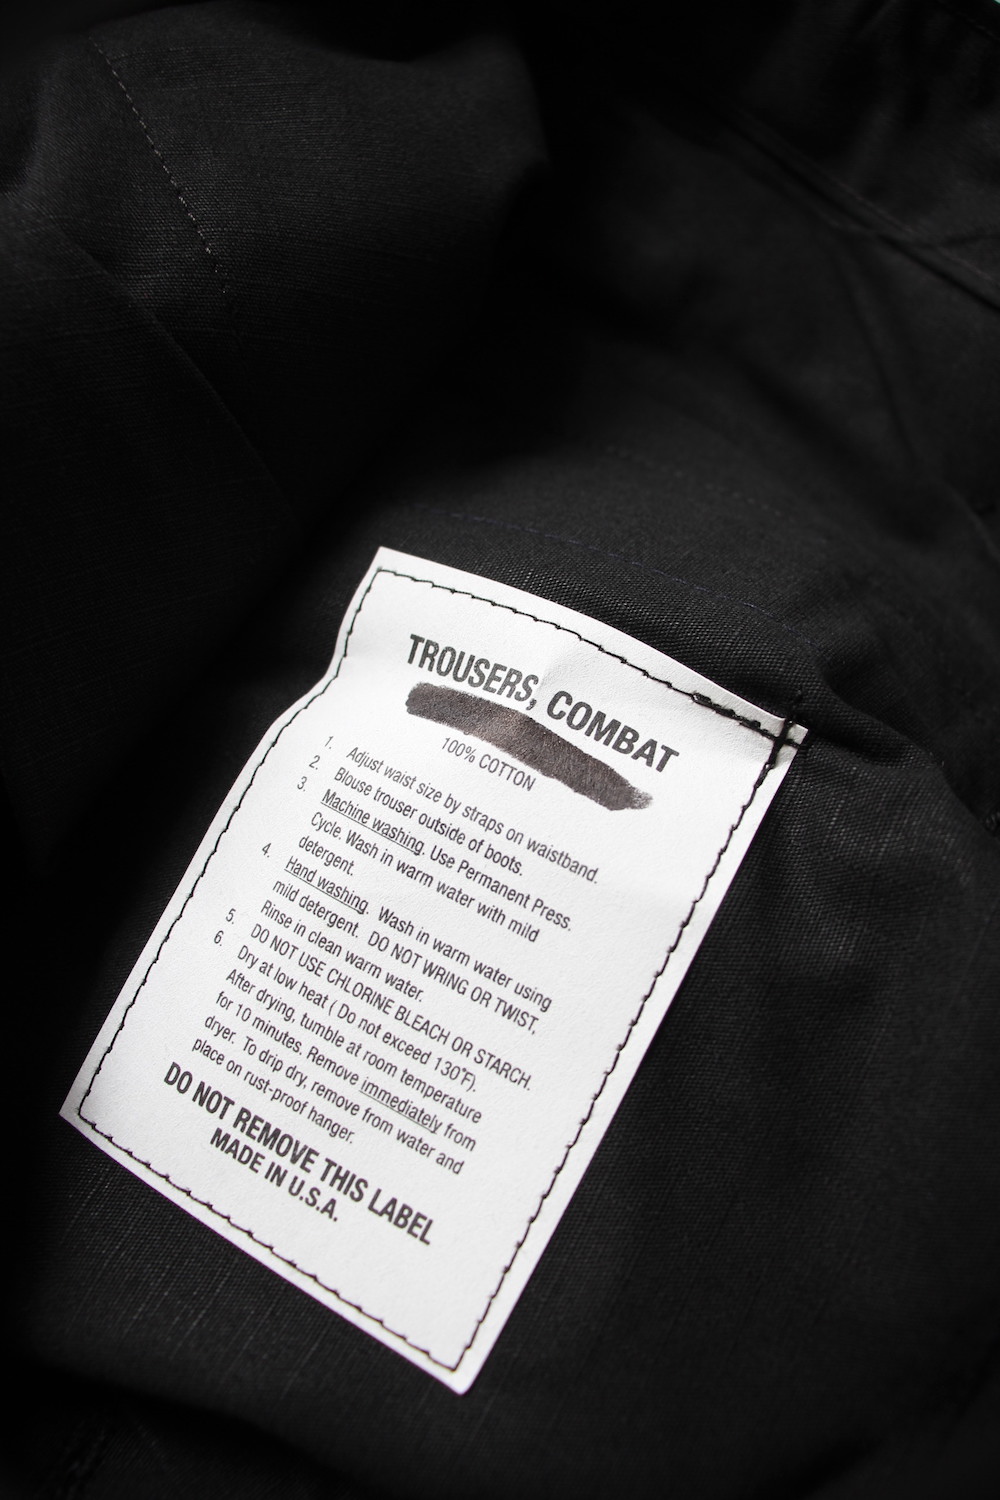 TROUSERS, COMBAT
100% COTTON
1. Adjust waist size by straps on waistband.
2. Blouse trouser outside of boots.
3. Machine washing. Use Permanent Press.
Cycle. Wash in warm water with mild
detergent.
4. Hand washing. Wash in warm water using
mild detergent. DO NOT WRING OR TWIST,
Rinse in clean warm water.
5. DO NOT USE CHLORINE BLEACH OR STARCH.
6. Dry at low heat ( Do not exceed 130°F).
After drying, tumble at room temperature
for 10 minutes. Remove immediately from
dryer. To drip dry, remove from water and
place on rust-proof hanger.
DO NOT REMOVE THIS LABEL
MADE IN U.S.A.